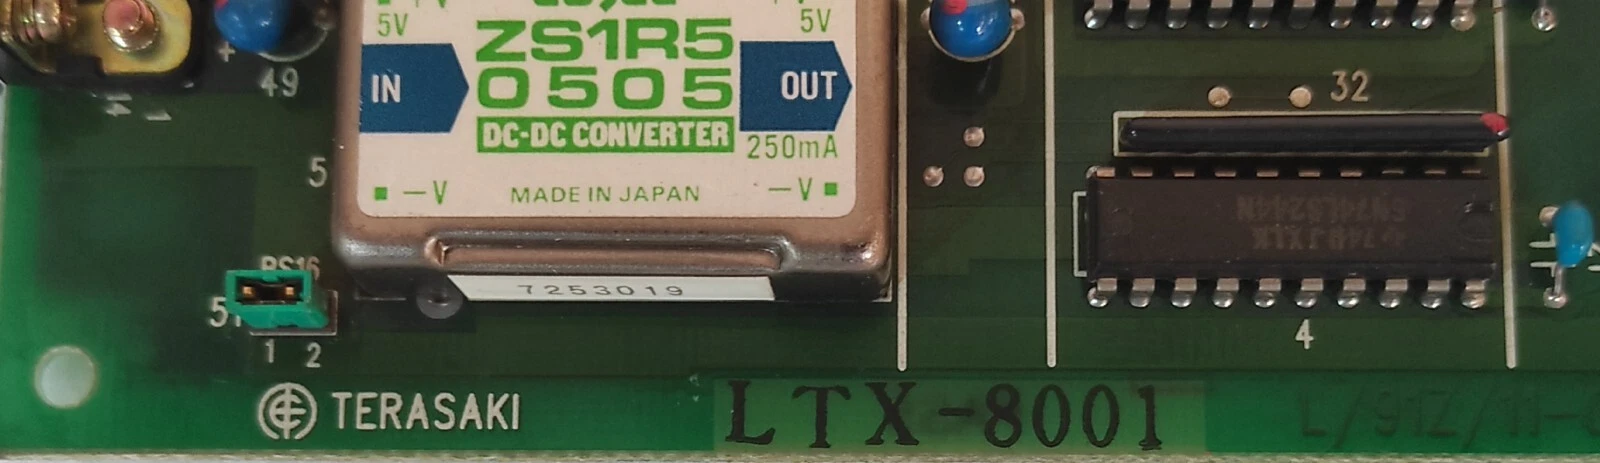 5V
5V
ZS1R5
0505
IN
OUT
DC-DC CONVERTER
250mA
-V
MADE IN JAPAN
-V
7253019
49
5
32
SN74LS244N
4
1 2
TERASAKI
LTX-8001